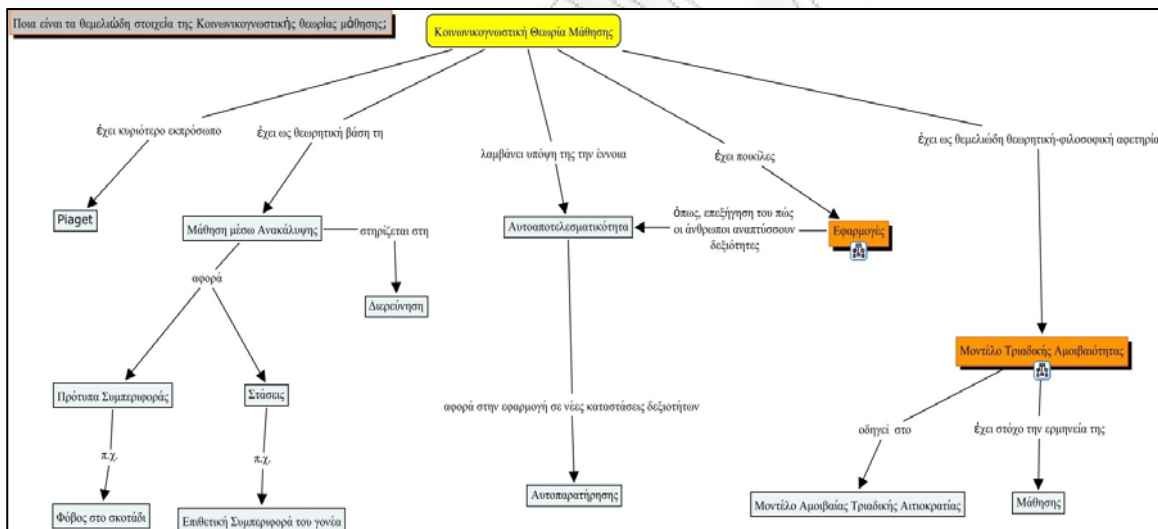 Ποια είναι τα θεμελιώδη στοιχεία της Κοινωνικογνωστικής θεωρίας μάθησης;
Κοινωνικογνωστική Θεωρία Μάθησης
έχει κυριότερο εκπρόσωπο
έχει ως θεωρητική βάση τη
λαμβάνει υπόψη της την έννοια
έχει ποικίλες
έχει ως θεμελιώδη θεωρητική-φιλοσοφική αφετηρία
Piaget
Μάθηση μέσω Ανακάλυψης
στηρίζεται στη
Αυτοαποτελεσματικότητα
όπως, επεξήγηση του πώς
οι άνθρωποι αναπτύσσουν
δεξιότητες
Εφαρμογές
αφορά
Διερεύνηση
Μοντέλο Τριαδικής Αμοιβαιότητας
Πρότυπα Συμπεριφοράς
Στάσεις
αφορά στην εφαρμογή σε νέες καταστάσεις δεξιοτήτων
οδηγεί στο
έχει στόχο την ερμηνεία της
π.χ.
π.χ.
Φόβος στο σκοτάδι
Επιθετική Συμπεριφορά του γονέα
Αυτοπαρατήρησης
Μοντέλο Αμοιβαίας Τριαδικής Αιτιοκρατίας
Μάθησης